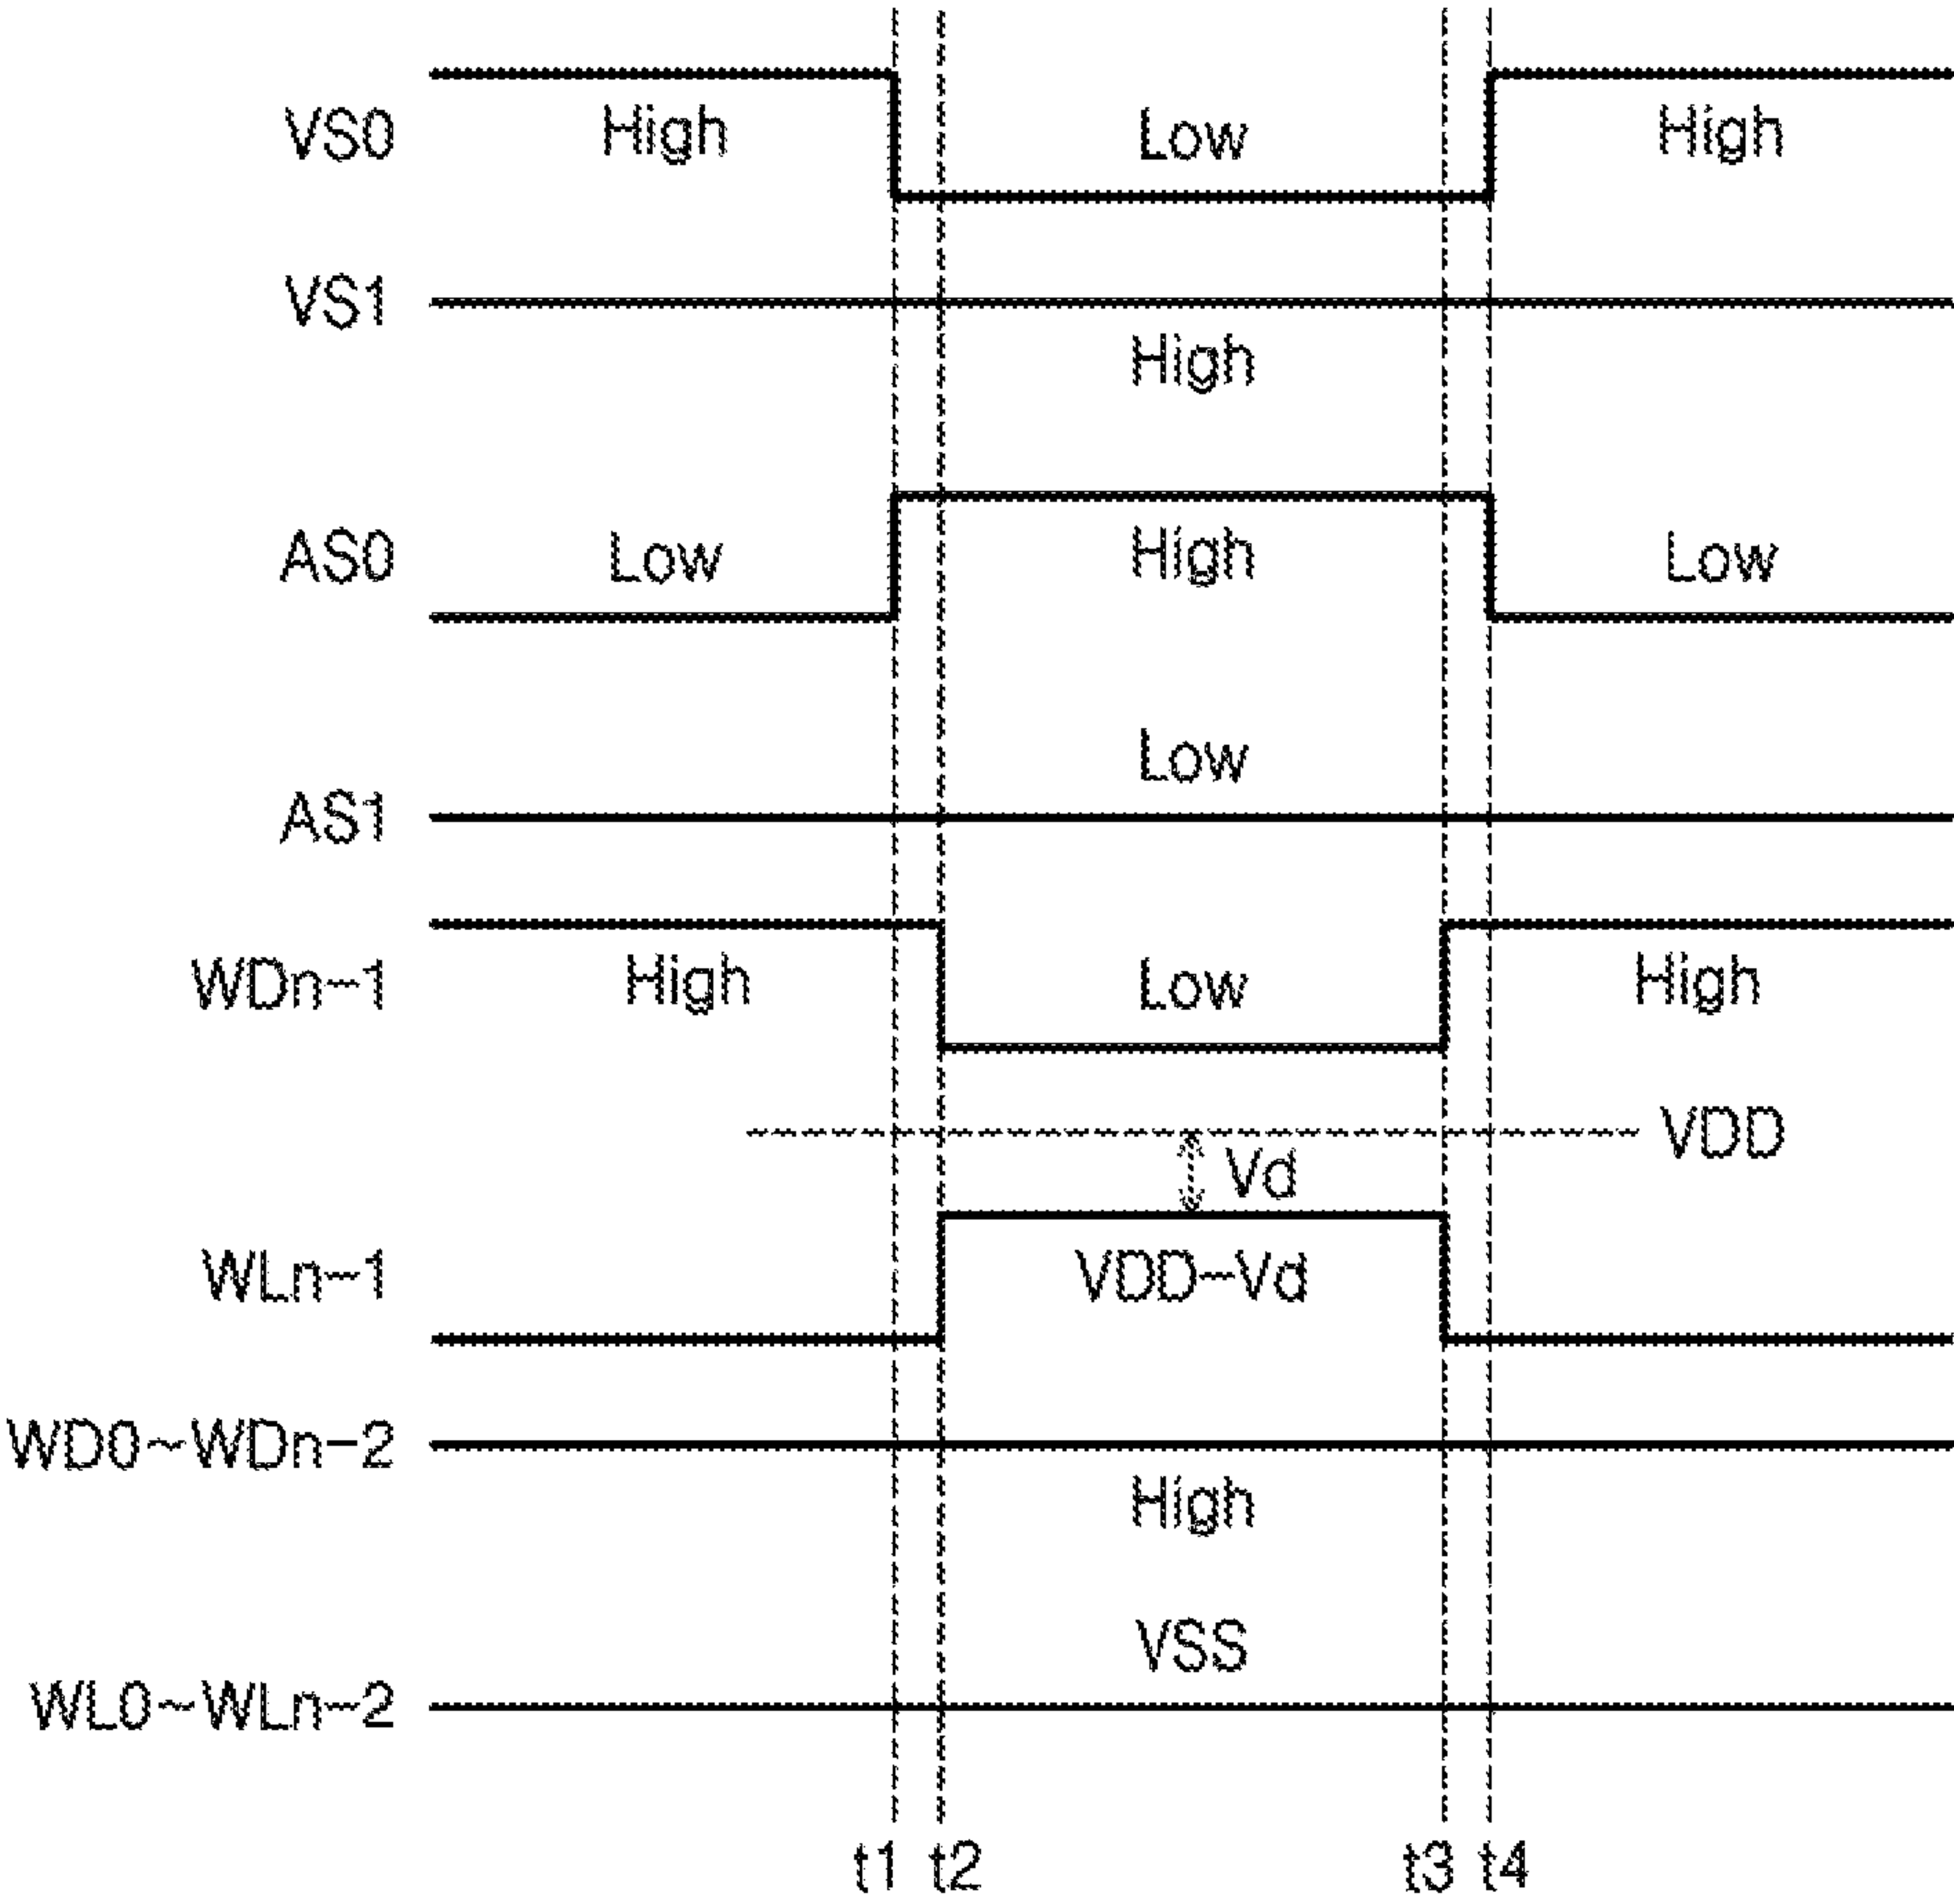 VS0 High Low High
VS1
High
AS0 Low High Low
Low
AS1
WDn-1 High Low High
VDD
Vd
WLn-1 VDD-Vd
WD0~WDn-2
High
VSS
WL0~WLn-2
t1 t2 t3 t4